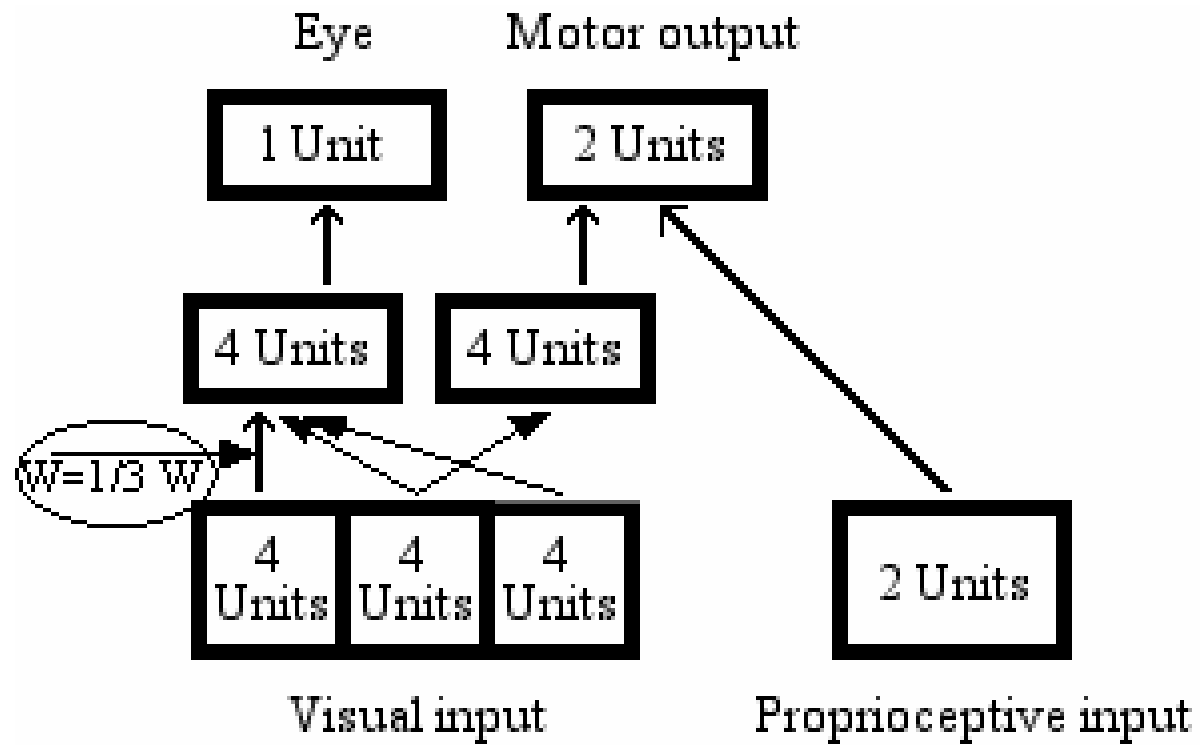 Eye
Motor output
1 Unit
2 Units
4 Units
4 Units
W=1/3 W
4
Units
4
Units
4
Units
2 Units
Visual input
Proprioceptive input